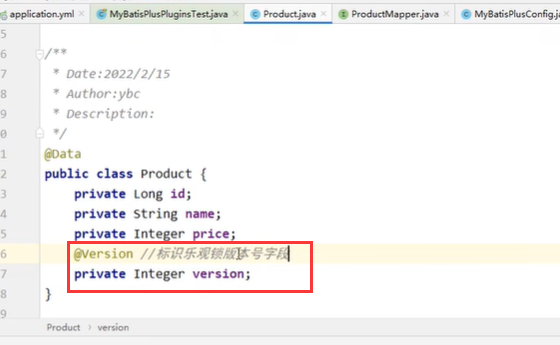 application.yml MyBatisPlusPluginsTest.java Product.java ProductMapper.java MyBatisPlusConfig.ja
5
6 /**
7 * Date:2022/2/15
8 * Author:ybc
9 * Description:
0 */
1 @Data
2 public class Product {
3 private Long id;
4 private String name;
5 private Integer price;
6 @Version //标识乐观锁版本号字段
7 private Integer version;
8 }
9
Product › version